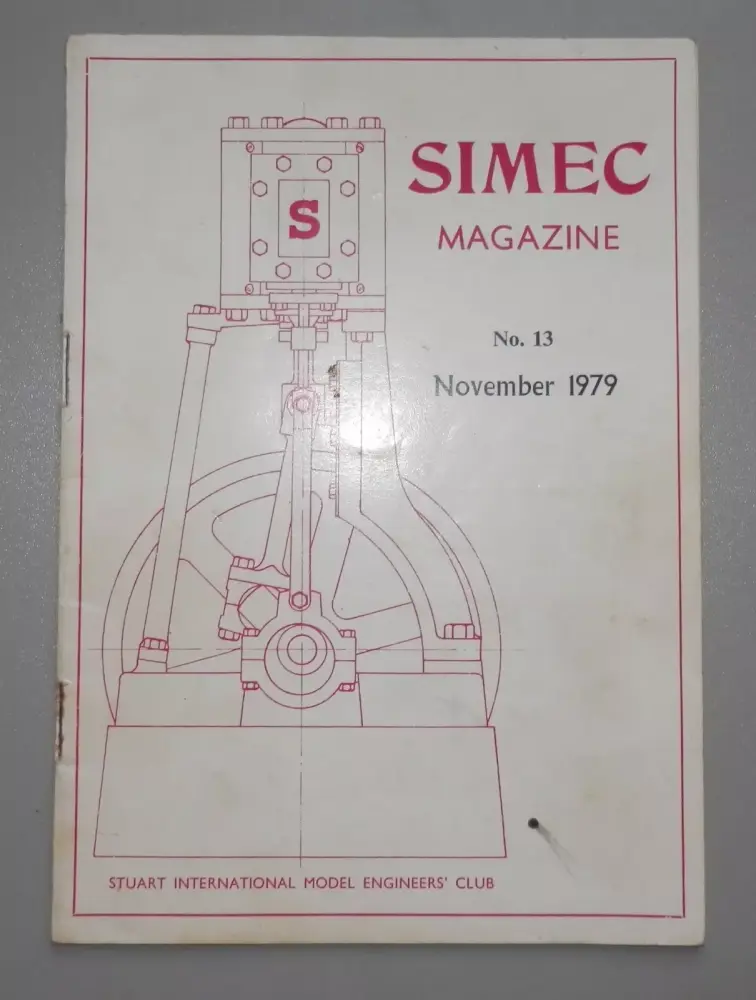 SIMEC
MAGAZINE
S
No. 13
November 1979
STUART INTERNATIONAL MODEL ENGINEERS' CLUB